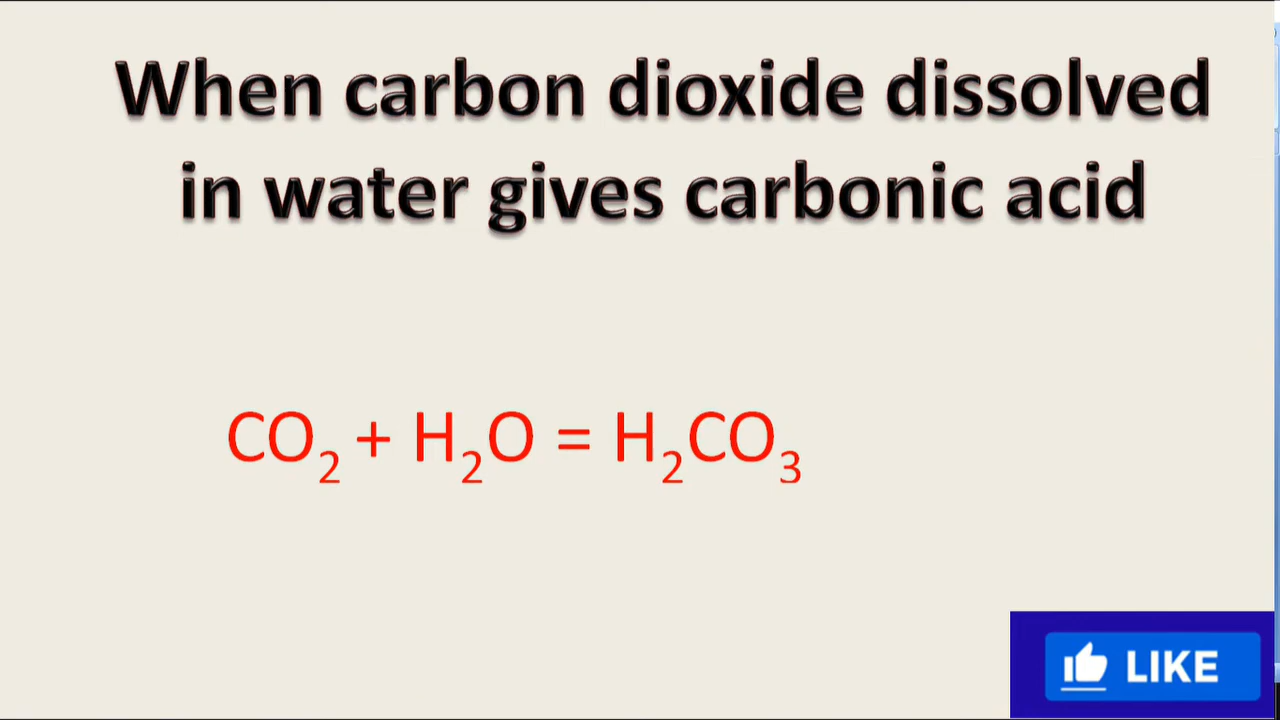 When carbon dioxide dissolved
in water gives carbonic acid
CO₂ + H₂O = H₂CO₃
LIKE